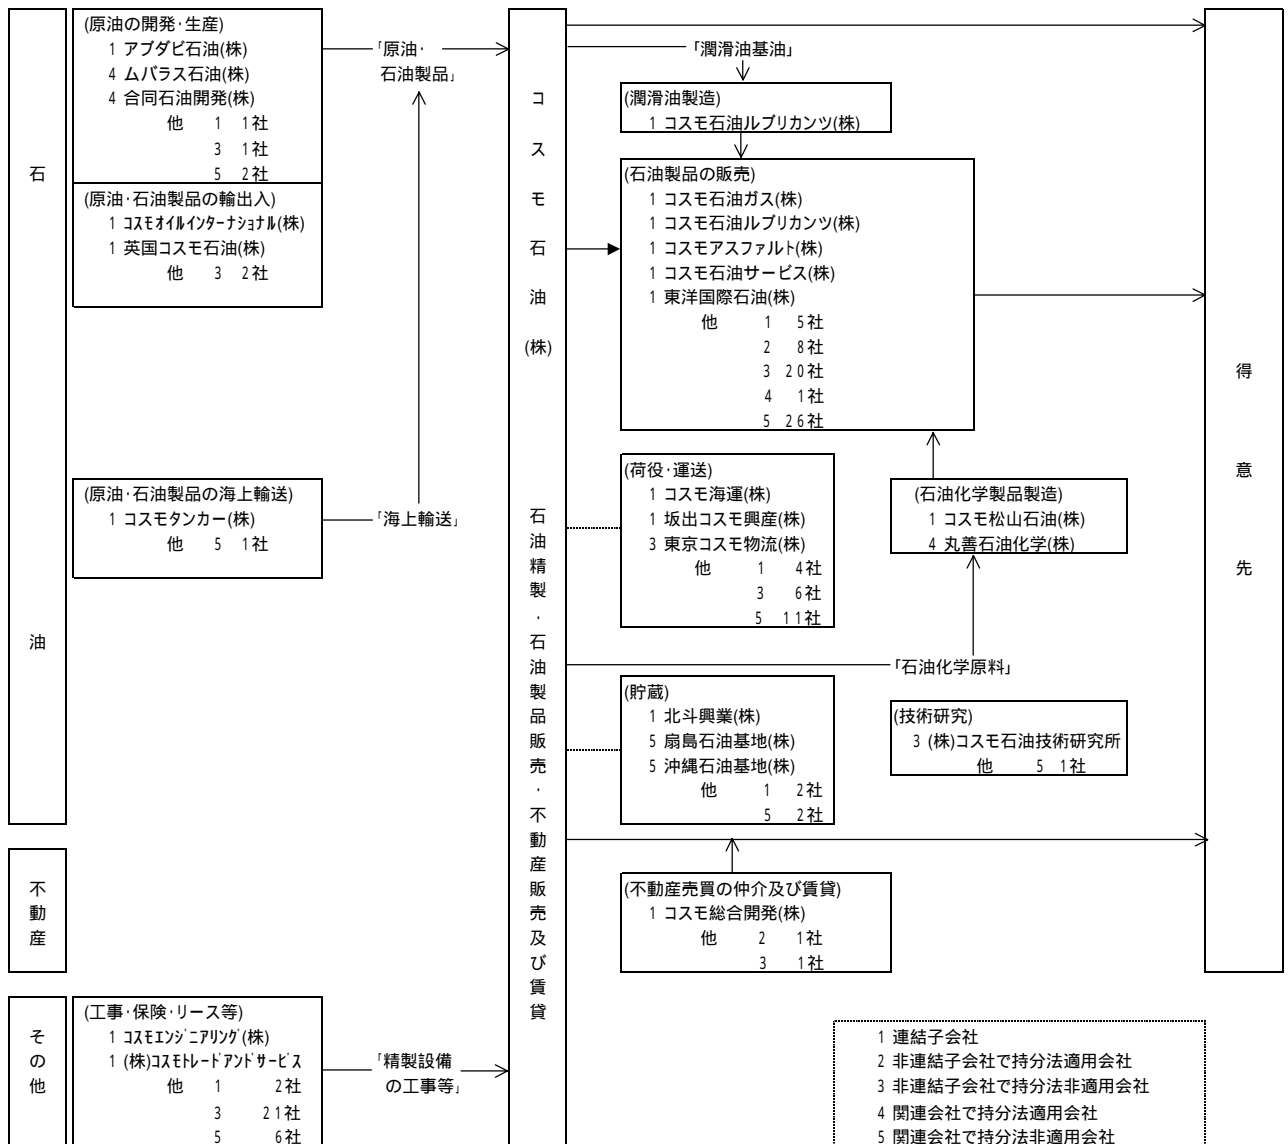 石油
(原油の開発･生産)
1 アブダビ石油(株)
4 ムバラス石油(株)
4 合同石油開発(株)
他 1 1社
3 1社
5 2社
(原油･石油製品の輸出入)
1 ｺｽﾓｵｲﾙｲﾝﾀｰﾅｼｮﾅﾙ(株)
1 英国コスモ石油(株)
他 3 2社
(原油･石油製品の海上輸送)
1 コスモタンカー(株)
他 5 1社
｢原油･
石油製品｣
｢海上輸送｣
コスモ石油(株)
石油精製・石油製品販売・不動産販売及び賃貸
｢潤滑油基油｣
(潤滑油製造)
1 コスモ石油ルブリカンツ(株)
(石油製品の販売)
1 コスモ石油ガス(株)
1 コスモ石油ルブリカンツ(株)
1 コスモアスファルト(株)
1 コスモ石油サービス(株)
1 東洋国際石油(株)
他 1 5社
2 8社
3 20社
4 1社
5 26社
(荷役･運送)
1 コスモ海運(株)
1 坂出コスモ興産(株)
3 東京コスモ物流(株)
他 1 4社
3 6社
5 11社
(石油化学製品製造)
1 コスモ松山石油(株)
4 丸善石油化学(株)
｢石油化学原料｣
(貯蔵)
1 北斗興業(株)
5 扇島石油基地(株)
5 沖縄石油基地(株)
他 1 2社
5 2社
(技術研究)
3 (株)コスモ石油技術研究所
他 5 1社
得意先
不動産
(不動産売買の仲介及び賃貸)
1 コスモ総合開発(株)
他 2 1社
3 1社
その他
(工事･保険･リース等)
1 ｺｽﾓｴﾝｼﾞﾆｱﾘﾝｸﾞ(株)
1 (株)ｺｽﾓﾄﾚｰﾄﾞｱﾝﾄﾞｻｰﾋﾞｽ
他 1 2社
3 21社
5 6社
｢精製設備
の工事等｣
1 連結子会社
2 非連結子会社で持分法適用会社
3 非連結子会社で持分法非適用会社
4 関連会社で持分法適用会社
5 関連会社で持分法非適用会社